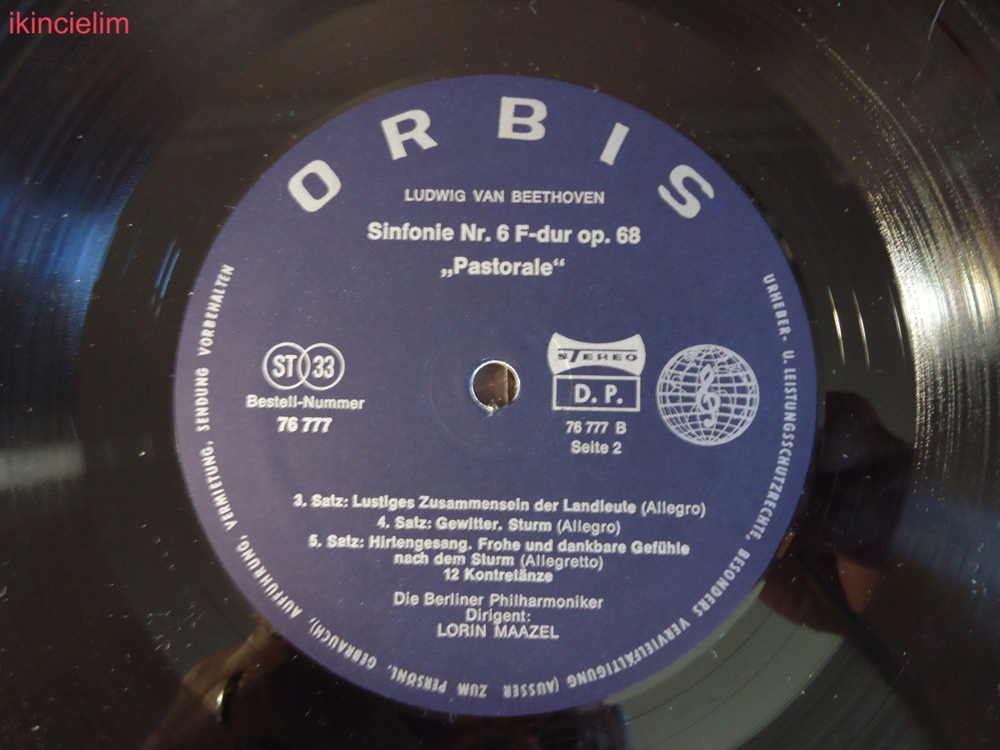 ikincielim
ORBIS
LUDWIG VAN BEETHOVEN
Sinfonie Nr. 6 F-dur op. 68
„Pastorale“
ST 33
Bestell-Nummer
76 777
STEREO
D. P.
76 777 B
Seite 2
3. Satz: Lustiges Zusammensein der Landleute (Allegro)
4. Satz: Gewitter. Sturm (Allegro)
5. Satz: Hirtengesang. Frohe und dankbare Gefühle
nach dem Sturm (Allegretto)
12 Kontretänze
Die Berliner Philharmoniker
Dirigent:
LORIN MAAZEL
URHEBER- U. LEISTUNGSSCHUTZRECHTE, BESONDERS VERVIELFÄLTIGUNG (AUSSER ZUM PERSÖNL. GEBRAUCH), AUFFÜHRUNG, VERMIETUNG, SENDUNG VORBEHALTEN